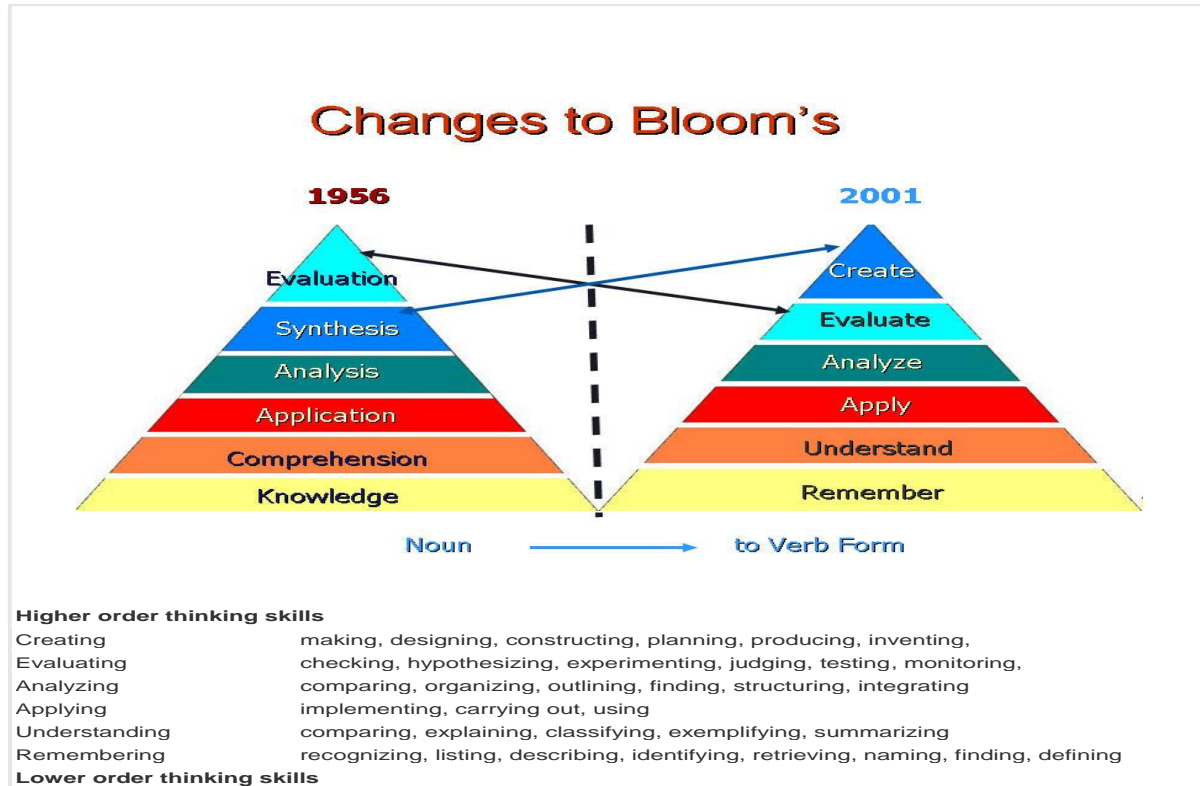 Changes to Bloom's
1956
Evaluation
Synthesis
Analysis
Application
Comprehension
Knowledge
2001
Create
Evaluate
Analyze
Apply
Understand
Remember
Noun to Verb Form
Higher order thinking skills
Creating making, designing, constructing, planning, producing, inventing,
Evaluating checking, hypothesizing, experimenting, judging, testing, monitoring,
Analyzing comparing, organizing, outlining, finding, structuring, integrating
Applying implementing, carrying out, using
Understanding comparing, explaining, classifying, exemplifying, summarizing
Remembering recognizing, listing, describing, identifying, retrieving, naming, finding, defining
Lower order thinking skills